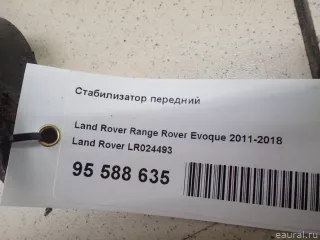 Стабилизатор передний
Land Rover Range Rover Evoque 2011-2018
Land Rover LR024493
95 588 635
eaural.ru